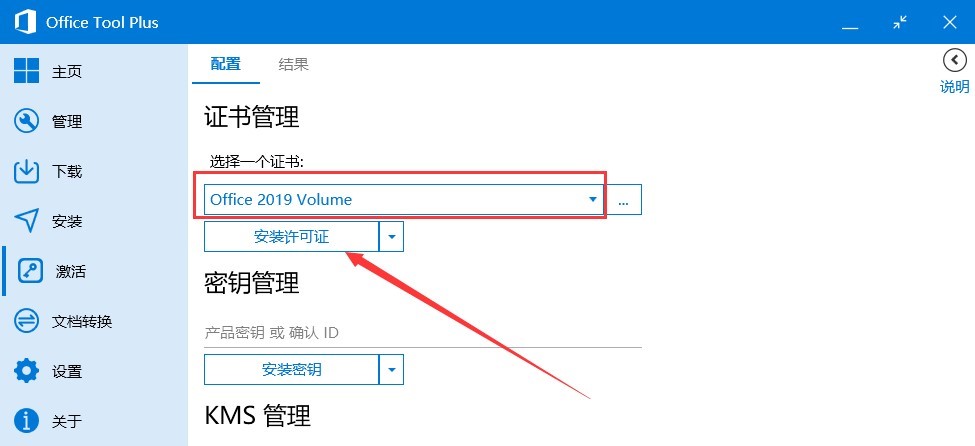 Office Tool Plus
主页
管理
下载
安装
激活
文档转换
设置
关于
配置 结果
说明
证书管理
选择一个证书:
Office 2019 Volume
...
安装许可证
密钥管理
产品密钥 或 确认 ID
安装密钥
KMS 管理